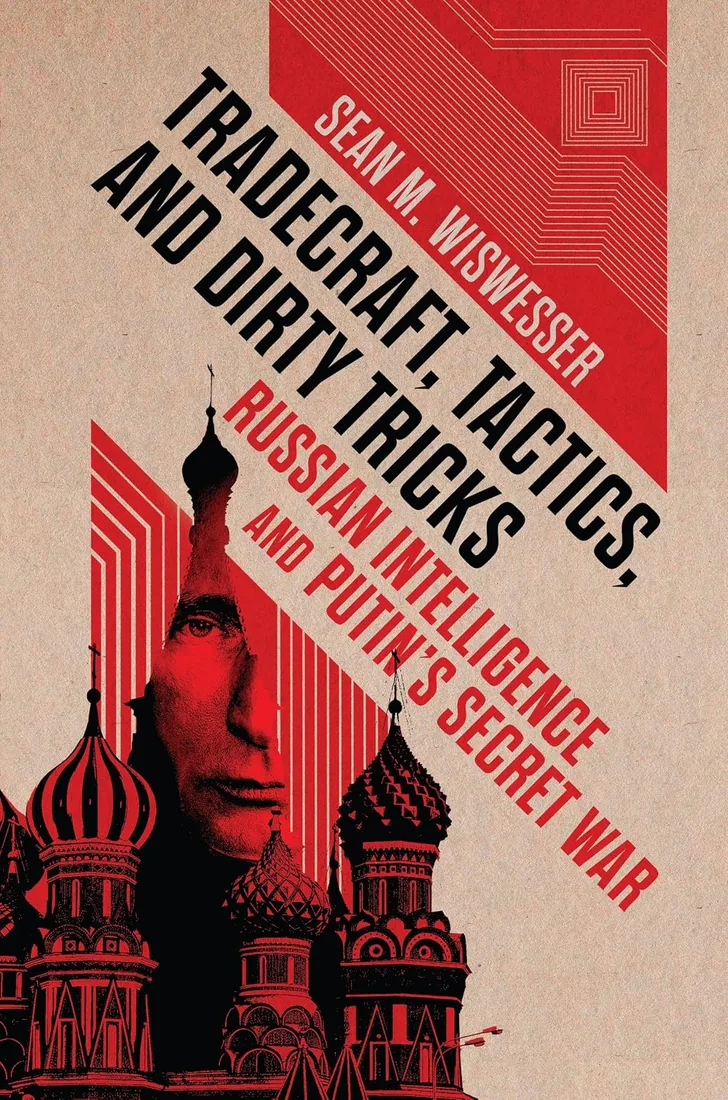 SEAN M. WISWESSER
TRADECRAFT, TACTICS,
AND DIRTY TRICKS
RUSSIAN INTELLIGENCE
AND PUTIN'S SECRET WAR